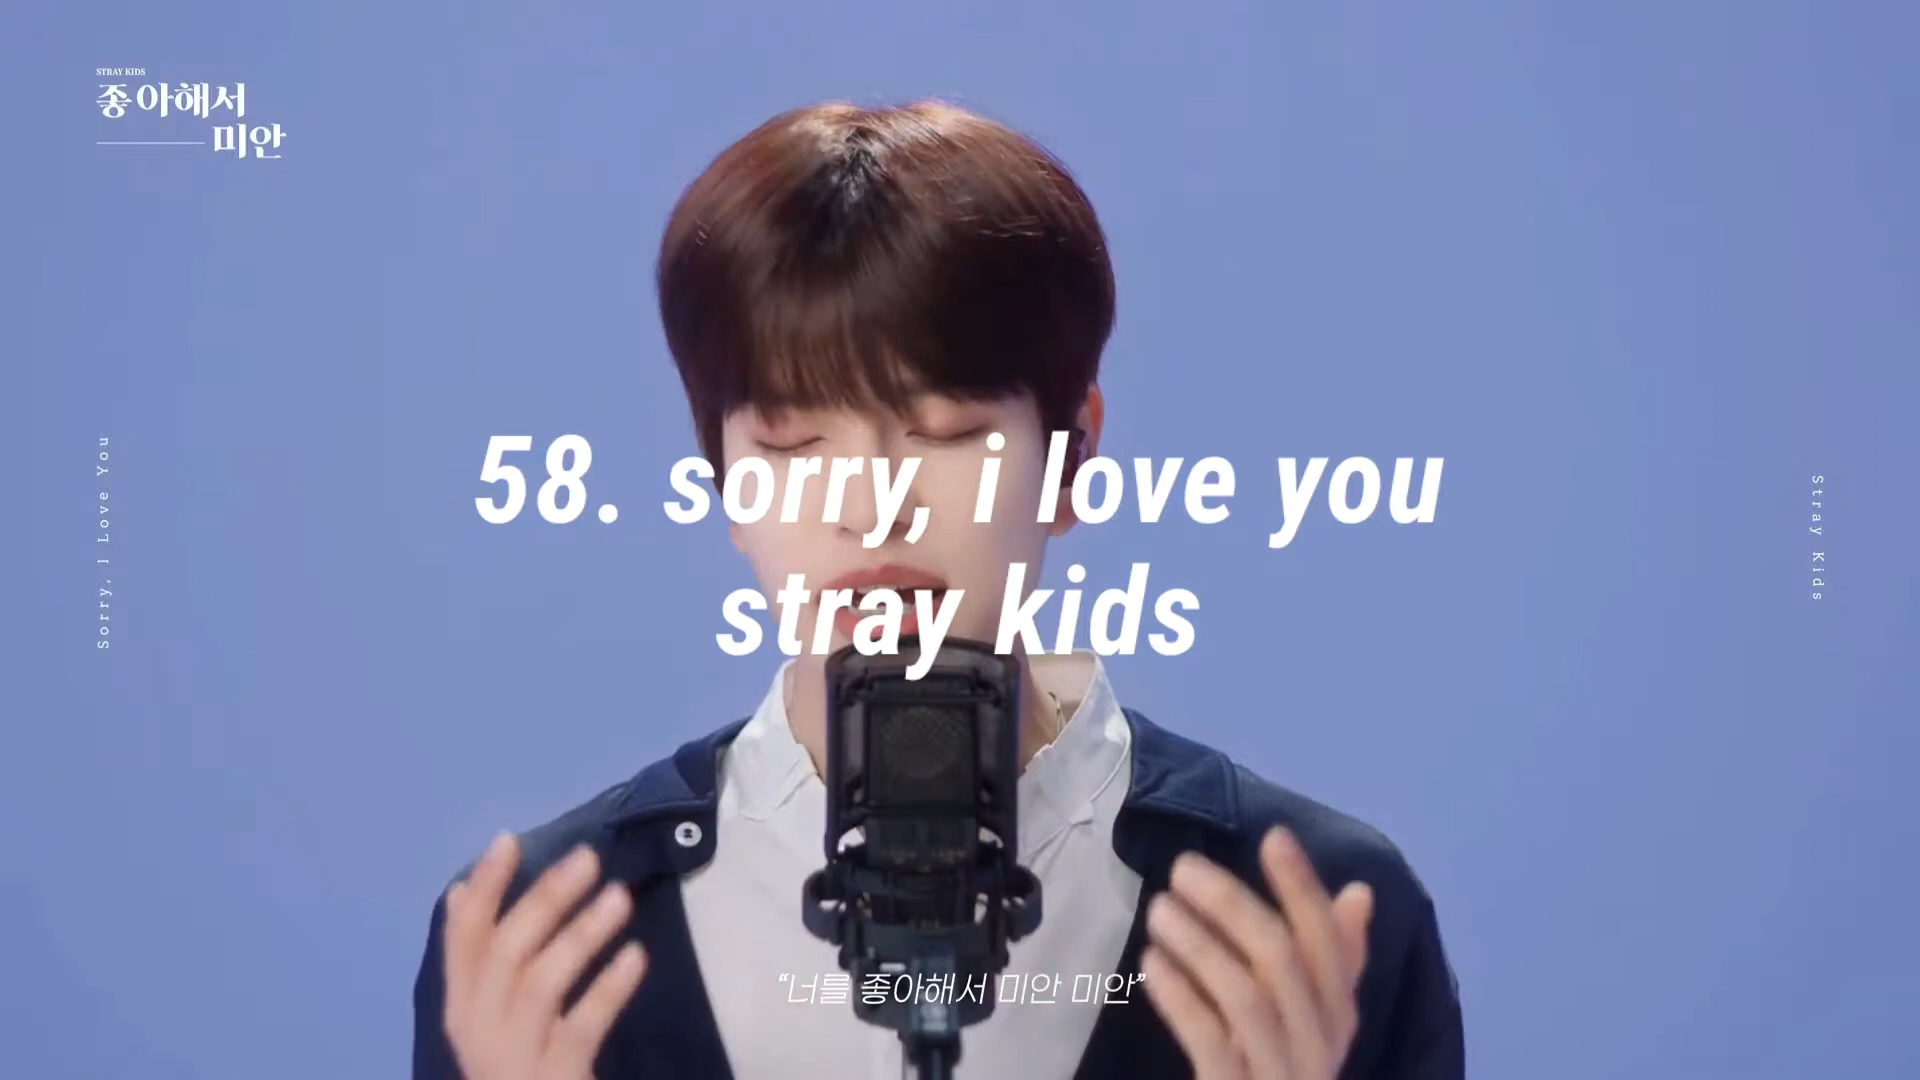 STRAY KIDS
좋아해서
미안
58. sorry, i love you
stray kids
Sorry, I Love You
Stray Kids
“너를 좋아해서 미안 미안”